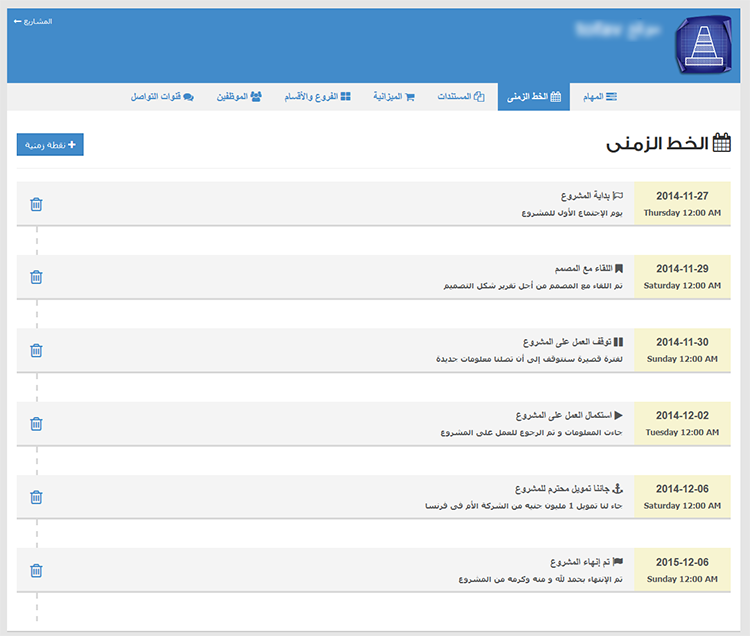 المشاريع
المهام
الخط الزمنى
المستندات
الميزانية
الفروع والأقسام
الموظفين
قنوات التواصل
الخط الزمنى
نقطة زمنية
2014-11-27
Thursday 12:00 AM
بداية المشروع
يوم الإجتماع الأول للمشروع
2014-11-29
Saturday 12:00 AM
اللقاء مع المصمم
تم اللقاء مع المصمم من أجل تقرير شكل التصميم
2014-11-30
Sunday 12:00 AM
توقف العمل على المشروع
لفترة قصيرة سنتوقف إلى أن تصلنا معلومات جديدة
2014-12-02
Tuesday 12:00 AM
استكمال العمل على المشروع
جاءت المعلومات و تم الرجوع للعمل على المشروع
2014-12-06
Saturday 12:00 AM
جائنا تمويل محترم للمشروع
جاء لنا تمويل 1 مليون جنيه من الشركة الأم فى فرنسا
2015-12-06
Sunday 12:00 AM
تم إنهاء المشروع
تم الإنتهاء بحمد لله و منه وكرمه من المشروع